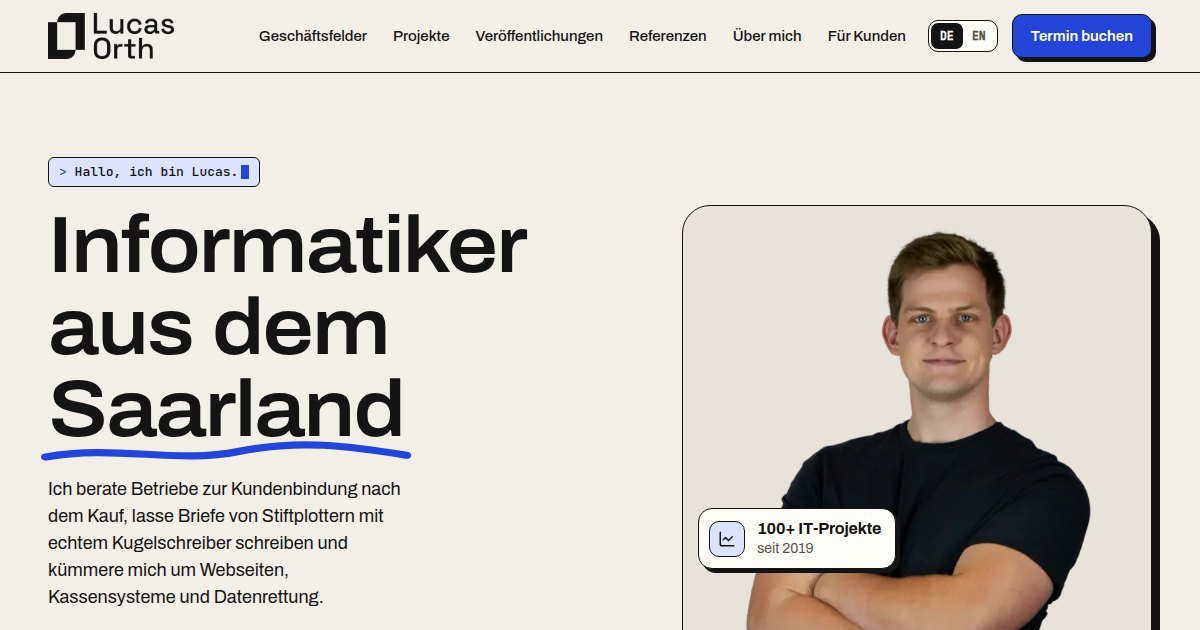 Lucas
Orth
Geschäftsfelder Projekte Veröffentlichungen Referenzen Über mich Für Kunden DE EN Termin buchen
> Hallo, ich bin Lucas.
Informatiker
aus dem
Saarland
Ich berate Betriebe zur Kundenbindung nach
dem Kauf, lasse Briefe von Stiftplottern mit
echtem Kugelschreiber schreiben und
kümmere mich um Webseiten,
Kassensysteme und Datenrettung.
100+ IT-Projekte
seit 2019